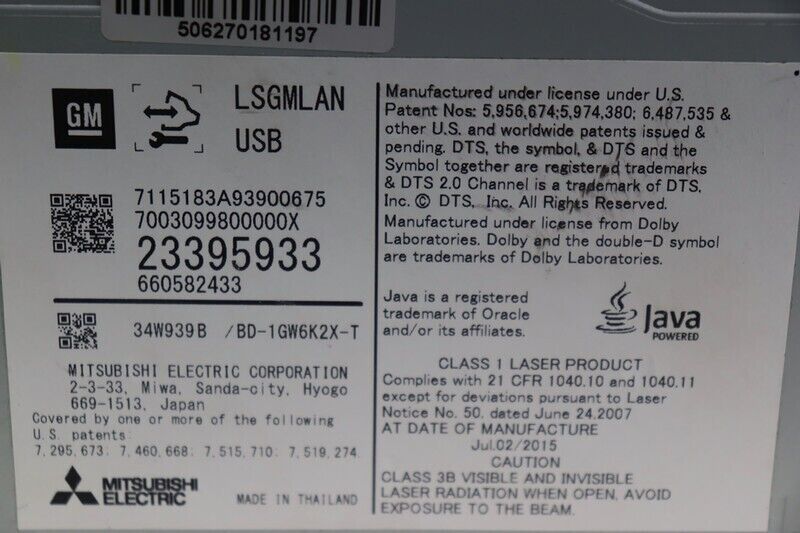 506270181197
GM
LSGMLAN
USB
7115183A93900675
7003099800000X
23395933
660582433
34W939B /BD-1GW6K2X-T
MITSUBISHI ELECTRIC CORPORATION
2-3-33, Miwa, Sanda-city, Hyogo
669-1513, Japan
Covered by one or more of the following
U.S. patents:
7,295,673; 7,460,668; 7,515,710; 7,519,274
MITSUBISHI
ELECTRIC
MADE IN THAILAND
Manufactured under license under U.S.
Patent Nos: 5,956,674;5,974,380; 6,487,535 &
other U.S. and worldwide patents issued &
pending. DTS, the symbol, & DTS and the
Symbol together are registered trademarks
& DTS 2.0 Channel is a trademark of DTS,
Inc. © DTS, Inc. All Rights Reserved.
Manufactured under license from Dolby
Laboratories. Dolby and the double-D symbol
are trademarks of Dolby Laboratories.
Java is a registered
trademark of Oracle
and/or its affiliates.
Java
POWERED
CLASS 1 LASER PRODUCT
Complies with 21 CFR 1040.10 and 1040.11
except for deviations pursuant to Laser
Notice No. 50, dated June 24,2007
AT DATE OF MANUFACTURE
Jul.02/2015
CAUTION
CLASS 3B VISIBLE AND INVISIBLE
LASER RADIATION WHEN OPEN, AVOID
EXPOSURE TO THE BEAM.